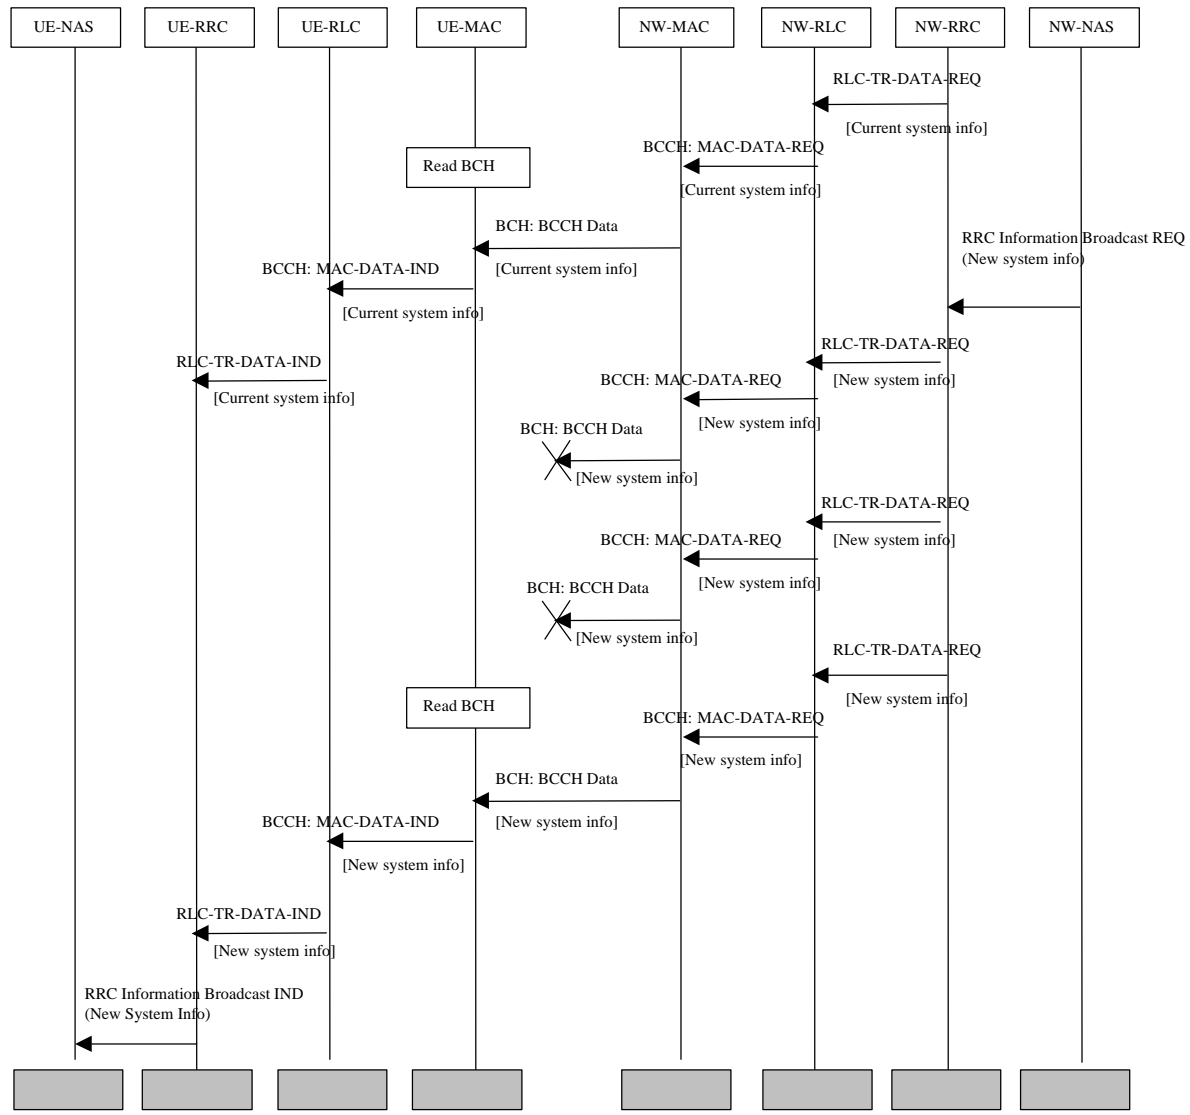 UE-NAS
UE-RRC
UE-RLC
UE-MAC
NW-MAC
NW-RLC
NW-RRC
NW-NAS
RLC-TR-DATA-REQ
[Current system info]
BCCH: MAC-DATA-REQ
Read BCH
[Current system info]
BCH: BCCH Data
RRC Information Broadcast REQ
(New system info)
BCCH: MAC-DATA-IND
[Current system info]
[Current system info]
RLC-TR-DATA-REQ
RLC-TR-DATA-IND
BCCH: MAC-DATA-REQ
[New system info]
[Current system info]
[New system info]
BCH: BCCH Data
[New system info]
RLC-TR-DATA-REQ
BCCH: MAC-DATA-REQ
[New system info]
[New system info]
BCH: BCCH Data
[New system info]
RLC-TR-DATA-REQ
[New system info]
Read BCH
BCCH: MAC-DATA-REQ
[New system info]
BCH: BCCH Data
BCCH: MAC-DATA-IND
[New system info]
[New system info]
RLC-TR-DATA-IND
[New system info]
RRC Information Broadcast IND
(New System Info)